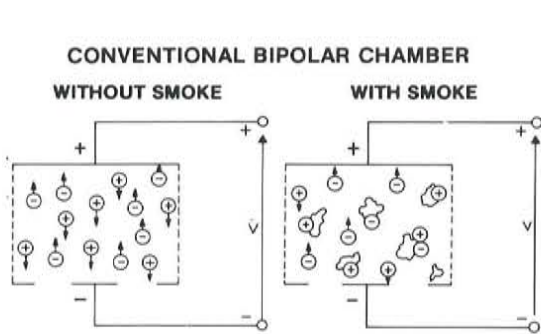 CONVENTIONAL BIPOLAR CHAMBER
WITHOUT SMOKE
WITH SMOKE
+
+
V
−
−
+
+
V
−
−